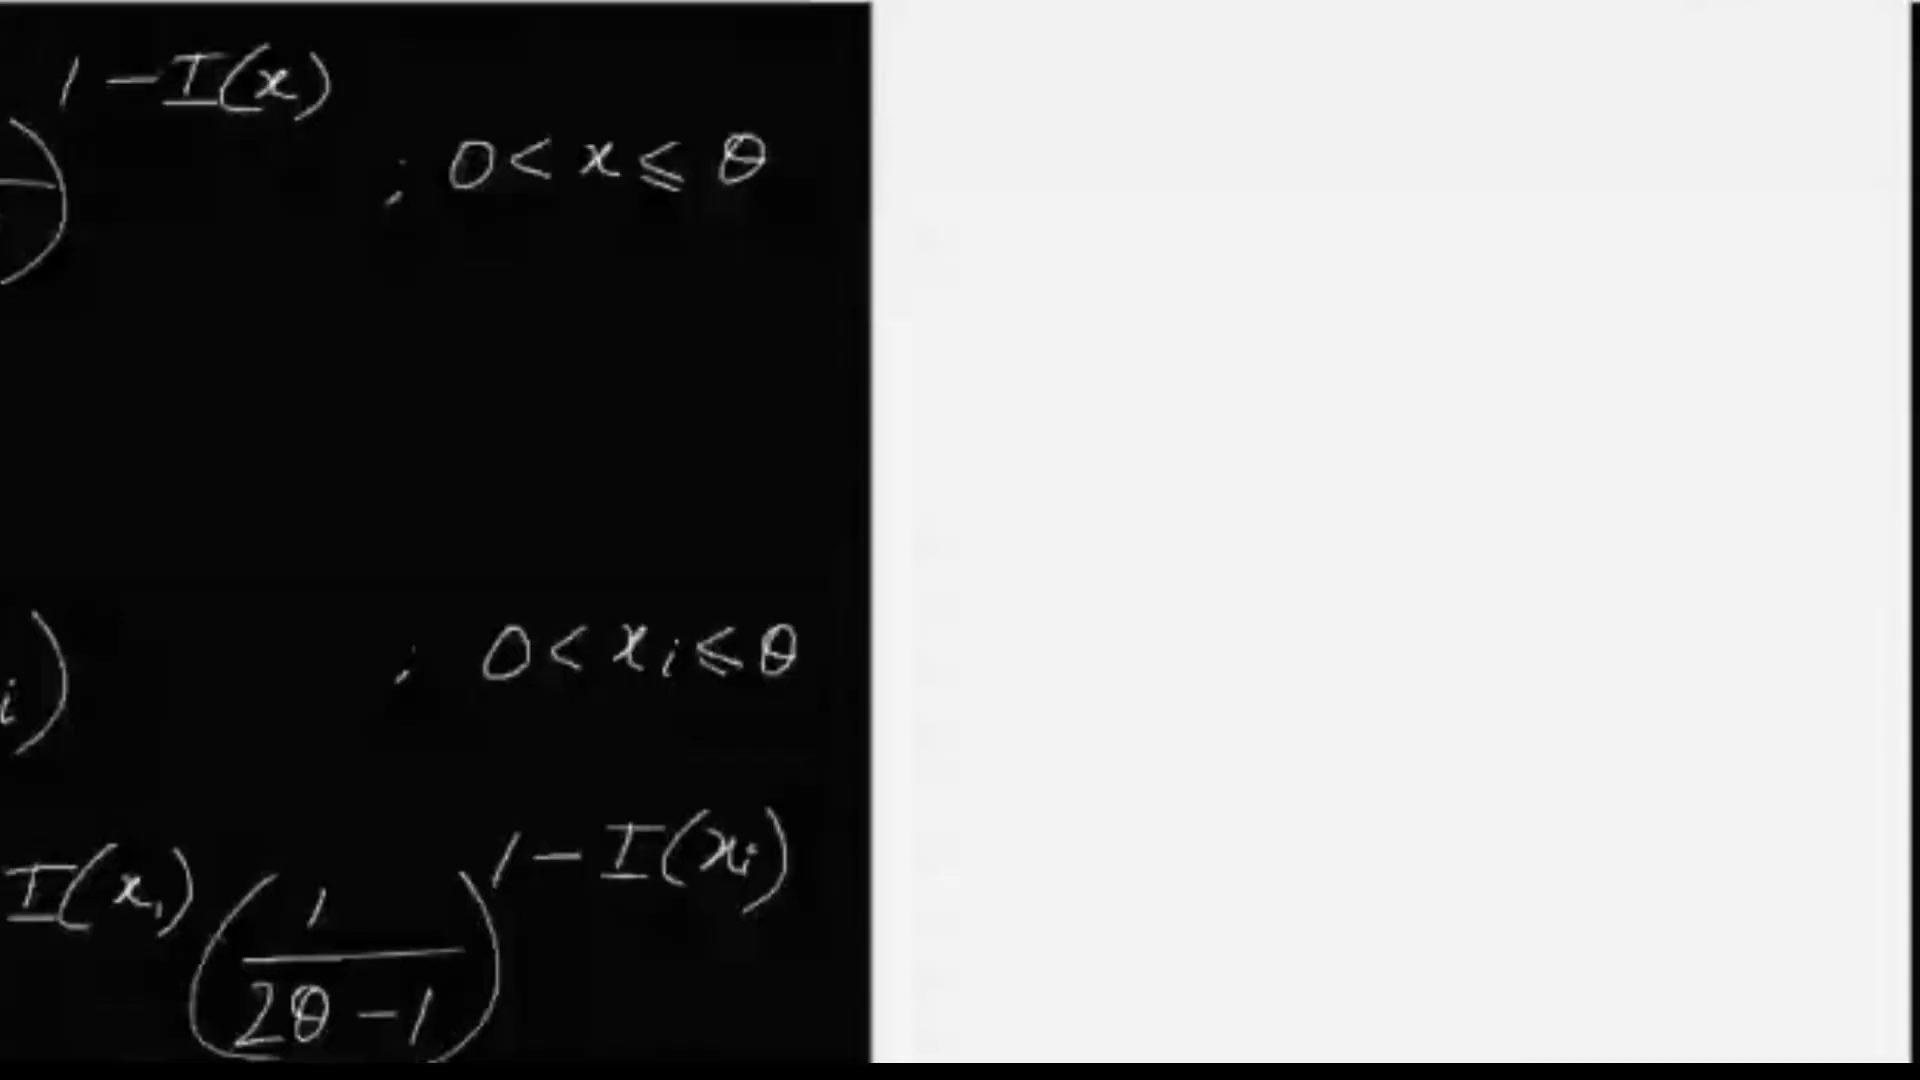 ) 1 - I(x) ; 0 < x ≤ θ
i) ; 0 < xi ≤ θ
I(x1) (1 / (2θ - 1)) 1 - I(xi)